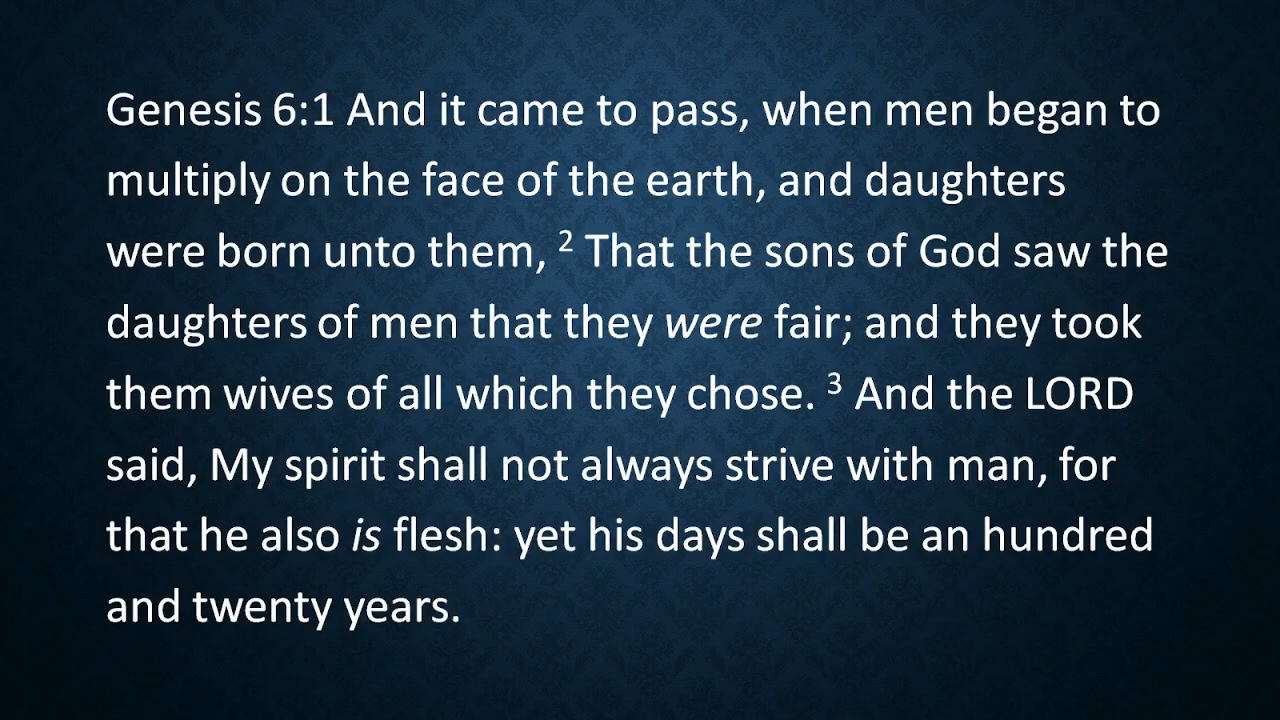 Genesis 6:1 And it came to pass, when men began to
multiply on the face of the earth, and daughters
were born unto them, ² That the sons of God saw the
daughters of men that they were fair; and they took
them wives of all which they chose. ³ And the LORD
said, My spirit shall not always strive with man, for
that he also is flesh: yet his days shall be an hundred
and twenty years.